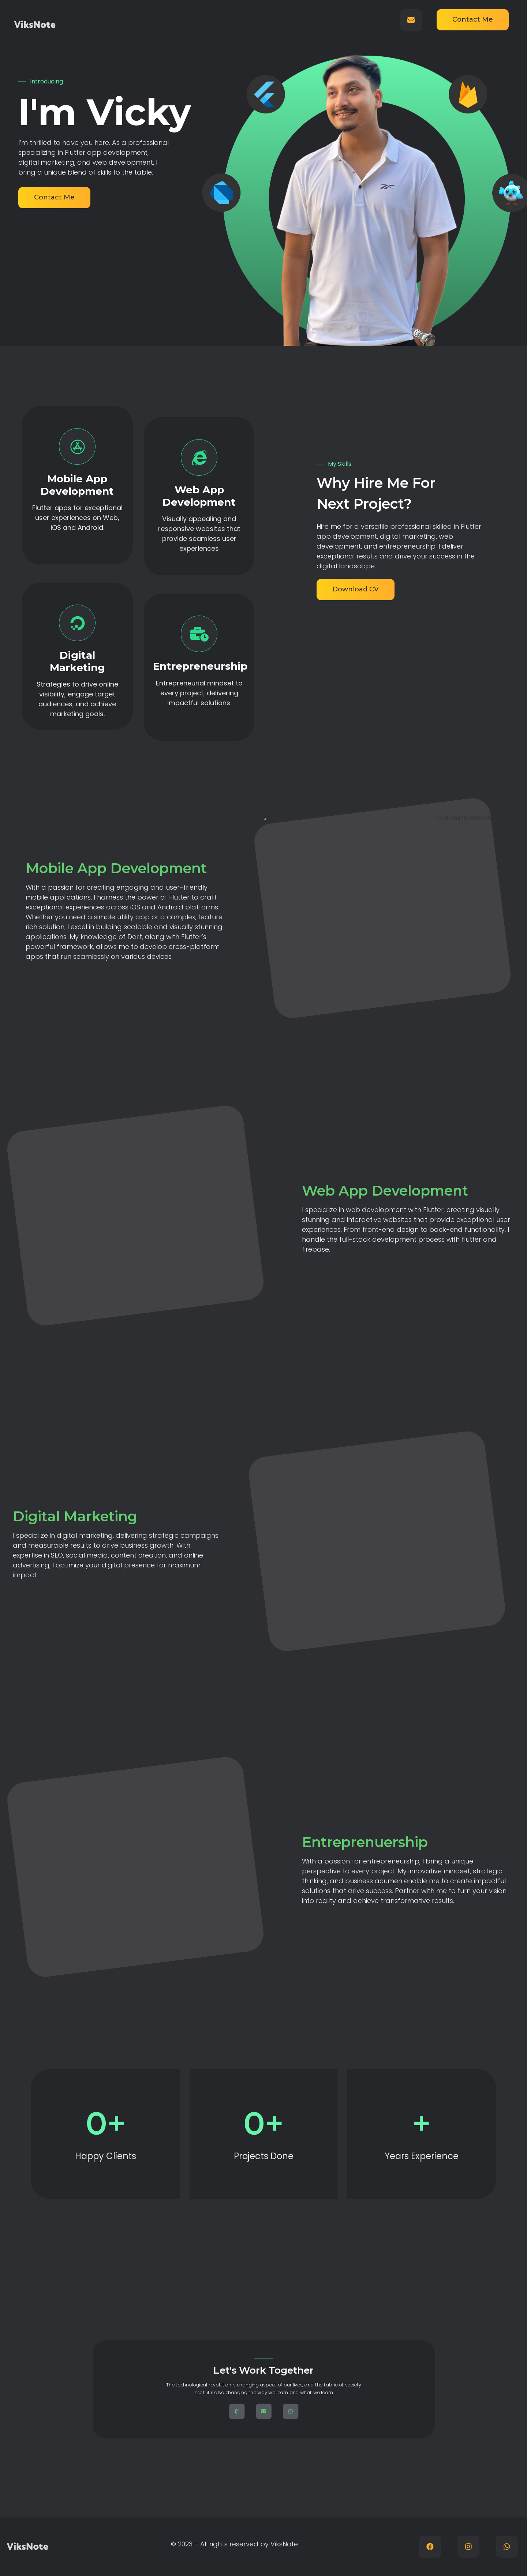 ViksNote
Contact Me
Introducing
I'm Vicky
I'm thrilled to have you here. As a professional
specializing in Flutter app development,
digital marketing, and web development, I
bring a unique blend of skills to the table.
Contact Me
Mobile App
Development
Flutter apps for exceptional
user experiences on Web,
iOS and Android.
Web App
Development
Visually appealing and
responsive websites that
provide seamless user
experiences
Digital
Marketing
Strategies to drive online
visibility, engage target
audiences, and achieve
marketing goals.
Entrepreneurship
Entrepreneurial mindset to
every project, delivering
impactful solutions.
My Skills
Why Hire Me For
Next Project?
Hire me for a versatile professional skilled in Flutter
app development, digital marketing, web
development, and entrepreneurship. I deliver
exceptional results and drive your success in the
digital landscape.
Download CV
Mobile App Development
With a passion for creating engaging and user-friendly
mobile applications, I harness the power of Flutter to craft
exceptional experiences across iOS and Android platforms.
Whether you need a simple utility app or a complex, feature-
rich solution, I excel in building scalable and visually stunning
applications. My knowledge of Dart, along with Flutter's
powerful framework, allows me to develop cross-platform
apps that run seamlessly on various devices.
Web App Development
I specialize in web development with Flutter, creating visually
stunning and interactive websites that provide exceptional user
experiences. From front-end design to back-end functionality, I
handle the full-stack development process with flutter and
firebase.
Digital Marketing
I specialize in digital marketing, delivering strategic campaigns
and measurable results to drive business growth. With
expertise in SEO, social media, content creation, and online
advertising, I optimize your digital presence for maximum
impact.
Entreprenuership
With a passion for entrepreneurship, I bring a unique
perspective to every project. My innovative mindset, strategic
thinking, and business acumen enable me to create impactful
solutions that drive success. Partner with me to turn your vision
into reality and achieve transformative results.
0+
Happy Clients
0+
Projects Done
+
Years Experience
Let's Work Together
The technological revolution is changing aspect of our lives, and the fabric of society
itself. it's also changing the way we learn and what we learn
ViksNote
© 2023 – All rights reserved by ViksNote